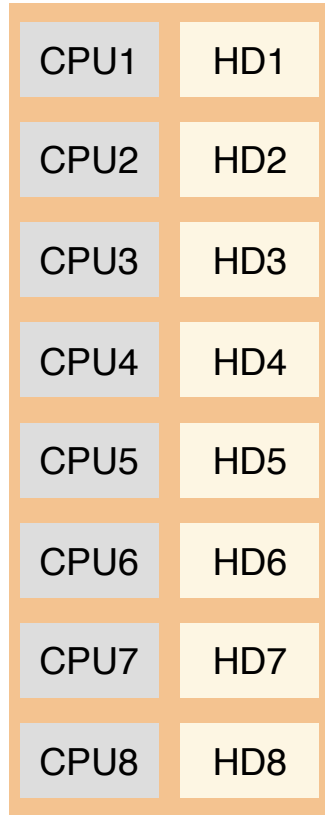 CPU1 HD1
CPU2 HD2
CPU3 HD3
CPU4 HD4
CPU5 HD5
CPU6 HD6
CPU7 HD7
CPU8 HD8